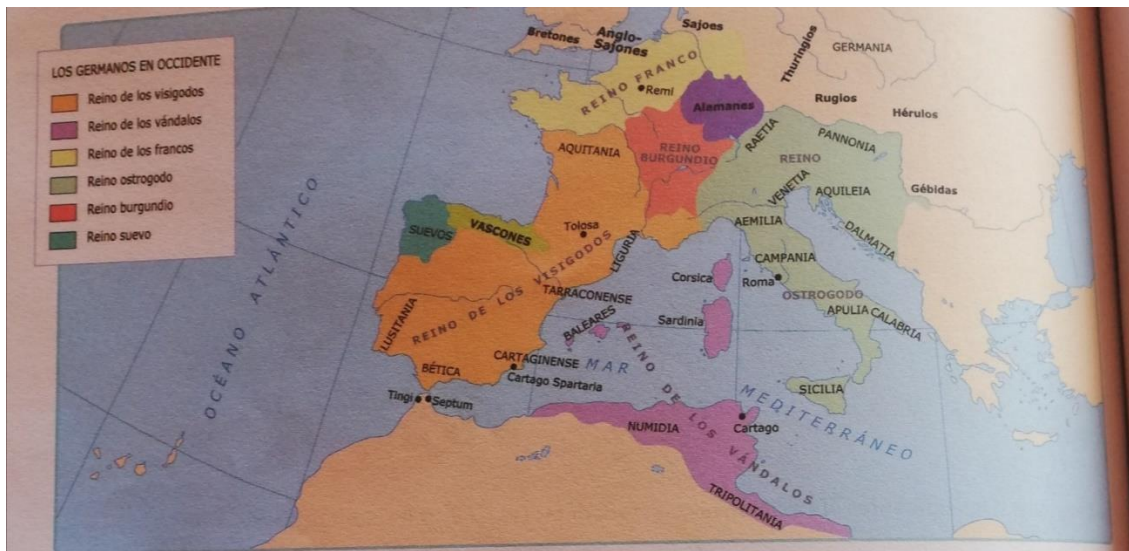 LOS GERMANOS EN OCCIDENTE
Reino de los visigodos
Reino de los vándalos
Reino de los francos
Reino ostrogodo
Reino burgundio
Reino suevo
Bretones
Anglo-
Sajones
Sajoes
Thuringios
GERMANIA
REINO FRANCO
Remi
Alemanes
Rugios
Hérulos
AQUITANIA
REINO
BURGUNDIO
RAETIA
PANNONIA
REINO
VENETIA
AQUILEIA
Gébidas
SUEVOS
VASCONES
Tolosa
LIGURIA
AEMILIA
DALMATIA
CAMPANIA
Corsica
Roma
OSTROGODO
APULIA
CALABRIA
OCÉANO ATLÁNTICO
LUSITANIA
REINO DE LOS VISIGODOS
TARRACONENSE
BALEARES
Sardinia
BÉTICA
CARTAGINENSE
Cartago Spartaria
MAR
MEDITERRÁNEO
SICILIA
Tingi
Septum
REINO DE LOS VÁNDALOS
NUMIDIA
Cartago
TRIPOLITANIA